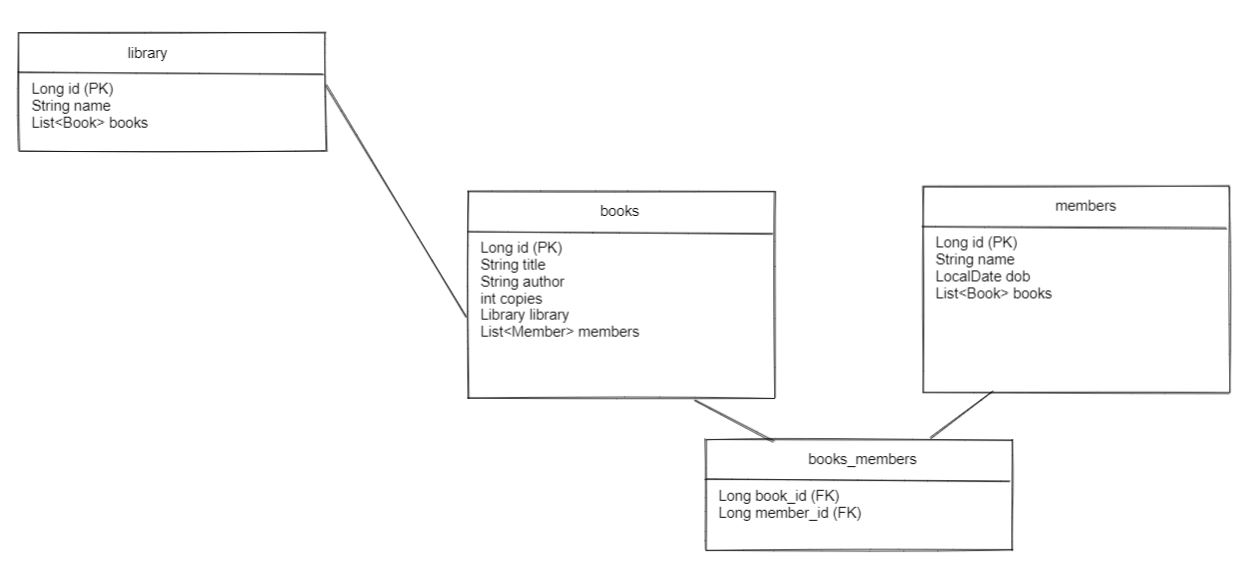 library
Long id (PK)
String name
List<Book> books
books
Long id (PK)
String title
String author
int copies
Library library
List<Member> members
members
Long id (PK)
String name
LocalDate dob
List<Book> books
books_members
Long book_id (FK)
Long member_id (FK)